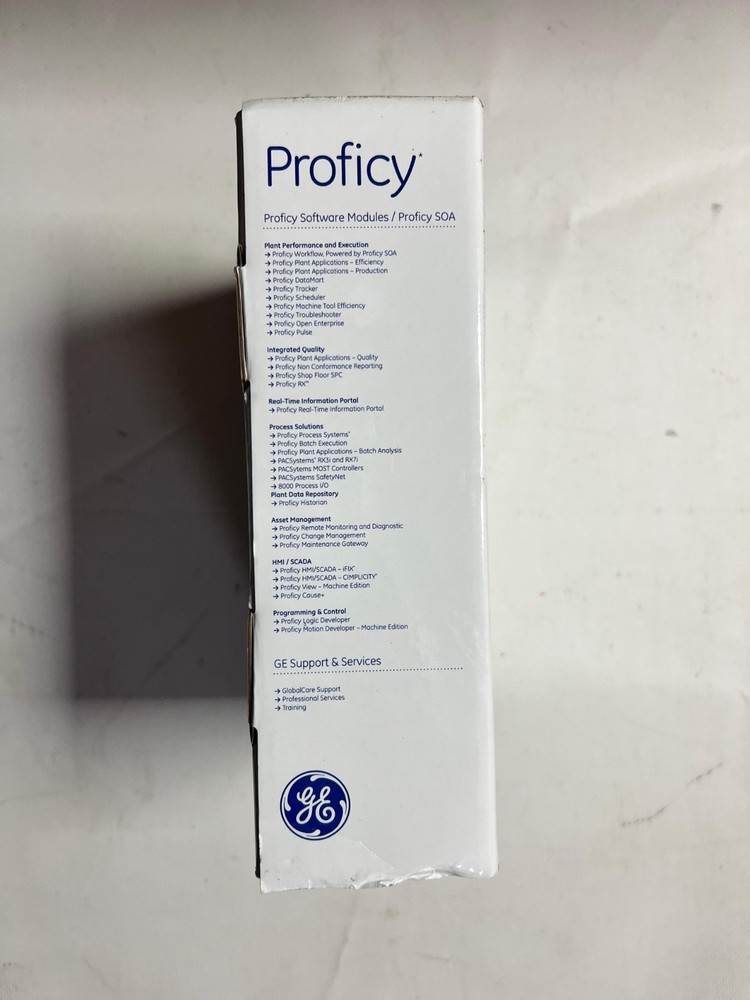 Proficy*
Proficy Software Modules / Proficy SOA
Plant Performance and Execution
→ Proficy Workflow, Powered by Proficy SOA
→ Proficy Plant Applications – Efficiency
→ Proficy Plant Applications – Production
→ Proficy DataMart
→ Proficy Tracker
→ Proficy Scheduler
→ Proficy Machine Tool Efficiency
→ Proficy Troubleshooter
→ Proficy Open Enterprise
→ Proficy Pulse
Integrated Quality
→ Proficy Plant Applications – Quality
→ Proficy Non Conformance Reporting
→ Proficy Shop Floor SPC
→ Proficy RX™
Real-Time Information Portal
→ Proficy Real-Time Information Portal
Process Solutions
→ Proficy Process Systems*
→ Proficy Batch Execution
→ Proficy Plant Applications – Batch Analysis
→ PACSystems* RX3i and RX7i
→ PACSytems MOST Controllers
→ PACSystems SafetyNet
→ 8000 Process I/O
Plant Data Repository
→ Proficy Historian
Asset Management
→ Proficy Remote Monitoring and Diagnostic
→ Proficy Change Management
→ Proficy Maintenance Gateway
HMI / SCADA
→ Proficy HMI/SCADA – iFIX*
→ Proficy HMI/SCADA – CIMPLICITY*
→ Proficy View – Machine Edition
→ Proficy Cause+
Programming & Control
→ Proficy Logic Developer
→ Proficy Motion Developer – Machine Edition
GE Support & Services
→ GlobalCare Support
→ Professional Services
→ Training
GE